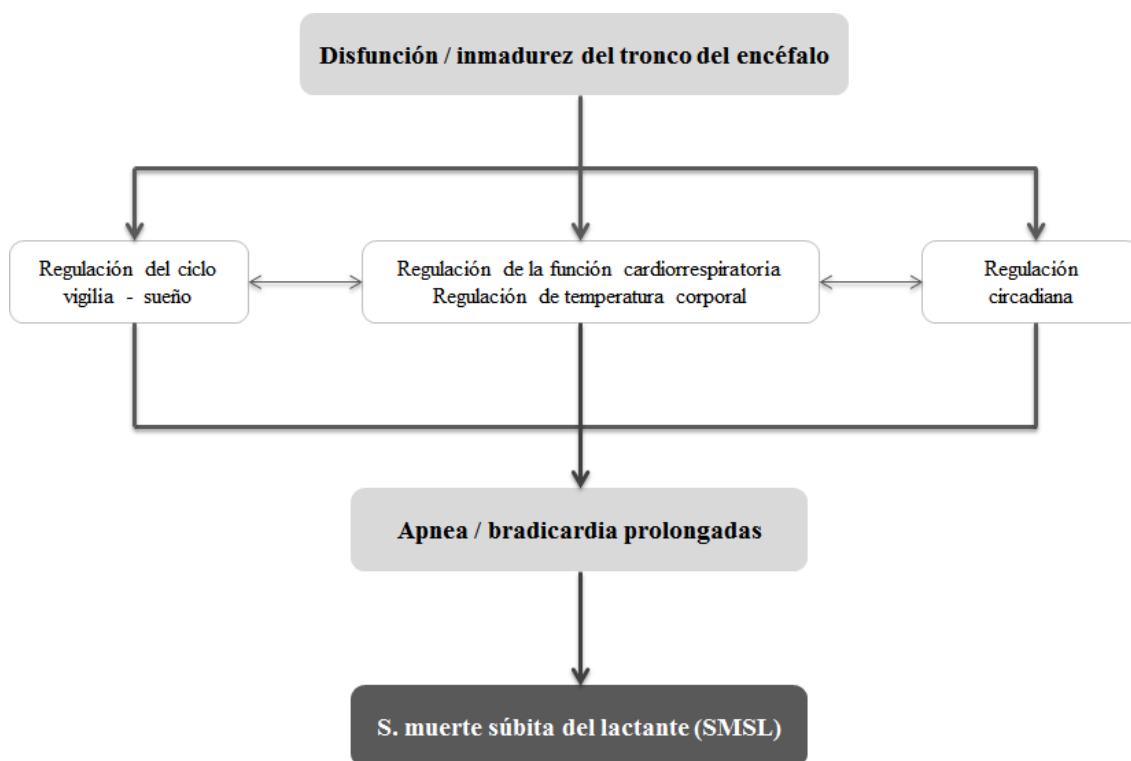 Disfunción / inmadurez del tronco del encéfalo
Regulación del ciclo
vigilia - sueño
Regulación de la función cardiorrespiratoria
Regulación de temperatura corporal
Regulación
circadiana
Apnea / bradicardia prolongadas
S. muerte súbita del lactante (SMSL)